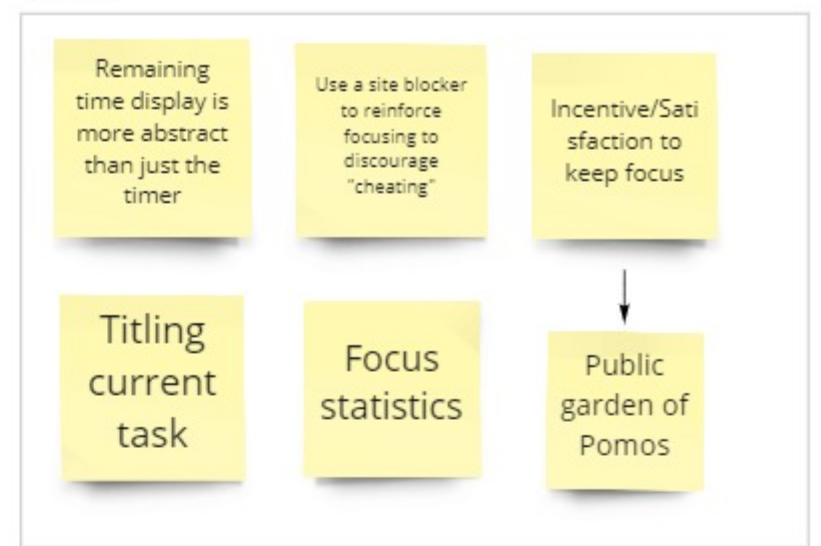 Remaining
time display is
more abstract
than just the
timer
Use a site blocker
to reinforce
focusing to
discourage
"cheating"
Incentive/Sati
sfaction to
keep focus
Titling
current
task
Focus
statistics
Public
garden of
Pomos